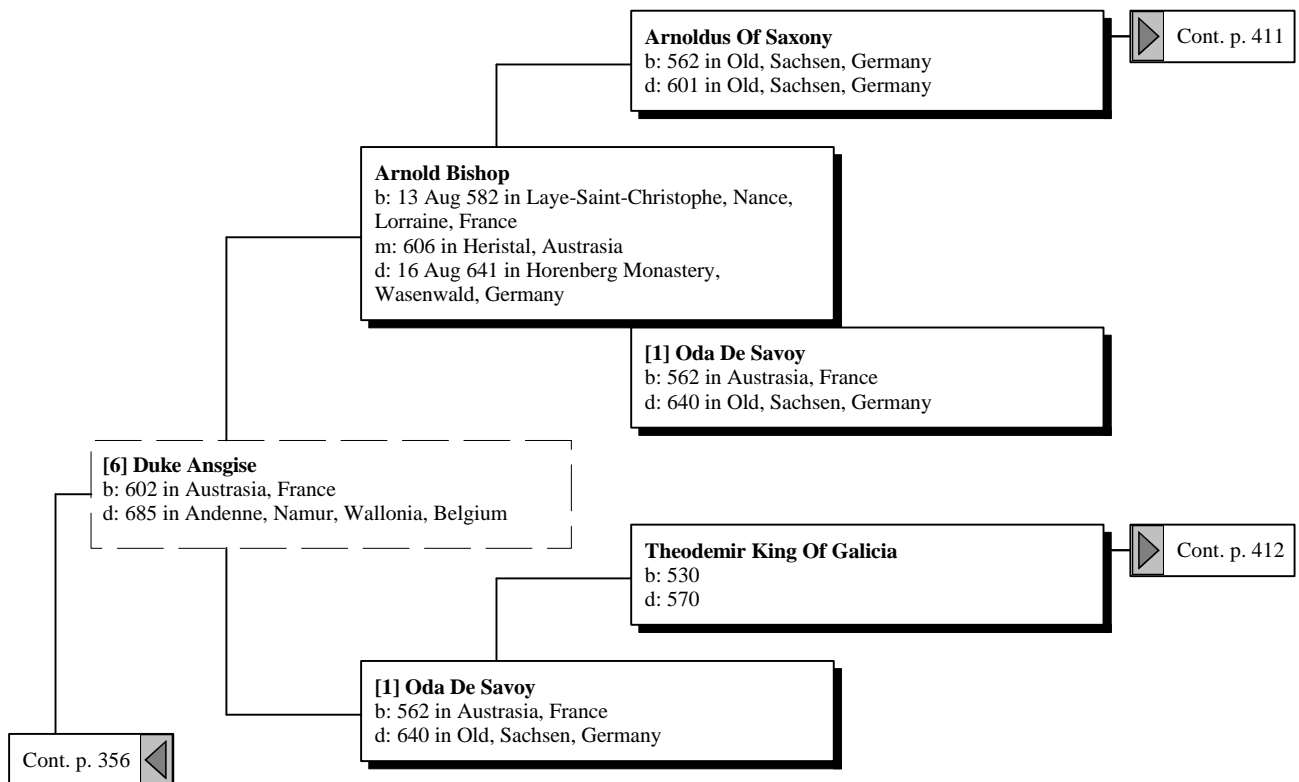 Arnoldus Of Saxony
b: 562 in Old, Sachsen, Germany
d: 601 in Old, Sachsen, Germany
Cont. p. 411
Arnold Bishop
b: 13 Aug 582 in Laye-Saint-Christophe, Nance,
Lorraine, France
m: 606 in Heristal, Austrasia
d: 16 Aug 641 in Horenberg Monastery,
Wasenwald, Germany
[1] Oda De Savoy
b: 562 in Austrasia, France
d: 640 in Old, Sachsen, Germany
[6] Duke Ansgise
b: 602 in Austrasia, France
d: 685 in Andenne, Namur, Wallonia, Belgium
Theodemir King Of Galicia
b: 530
d: 570
Cont. p. 412
[1] Oda De Savoy
b: 562 in Austrasia, France
d: 640 in Old, Sachsen, Germany
Cont. p. 356